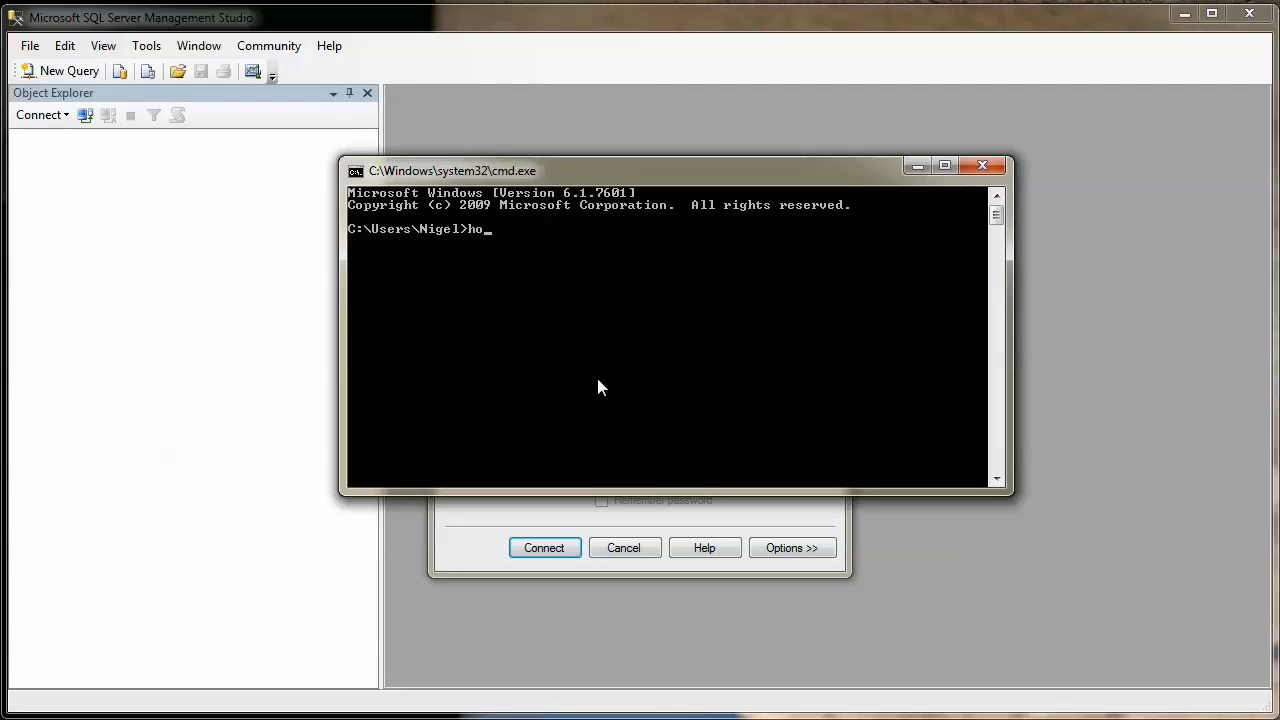 Microsoft SQL Server Management Studio
File Edit View Tools Window Community Help
New Query
Object Explorer
Connect
C:\Windows\system32\cmd.exe
Microsoft Windows [Version 6.1.7601]
Copyright (c) 2009 Microsoft Corporation. All rights reserved.
C:\Users\Nigel>ho_
Remember password
Connect Cancel Help Options >>